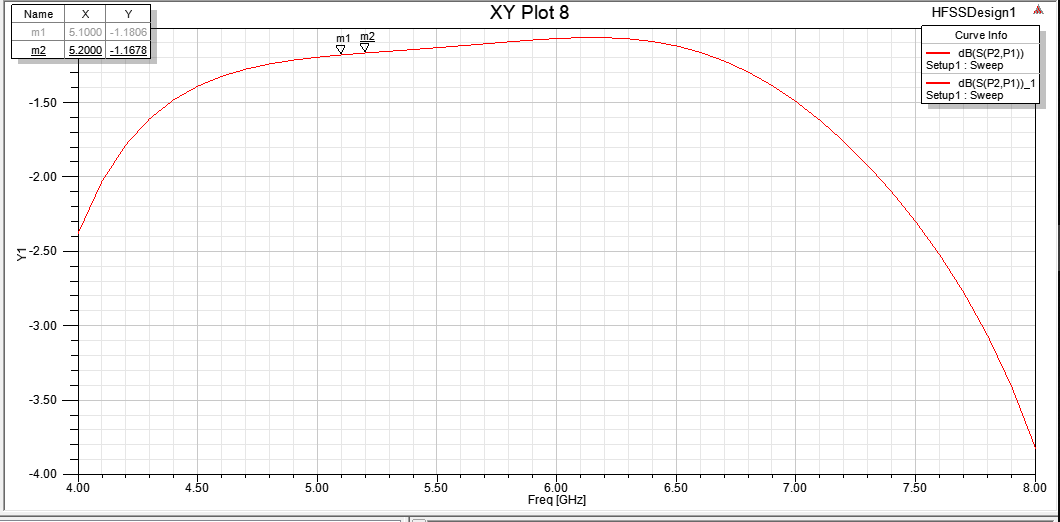 XY Plot 8
HFSSDesign1
Name X Y
m1 5.1000 -1.1806
m2 5.2000 -1.1678
Curve Info
dB(S(P2,P1))
Setup1 : Sweep
dB(S(P2,P1))_1
Setup1 : Sweep
m1 m2
-1.50
-2.00
-2.50
-3.00
-3.50
-4.00
Y1
4.00 4.50 5.00 5.50 6.00 6.50 7.00 7.50 8.00
Freq [GHz]